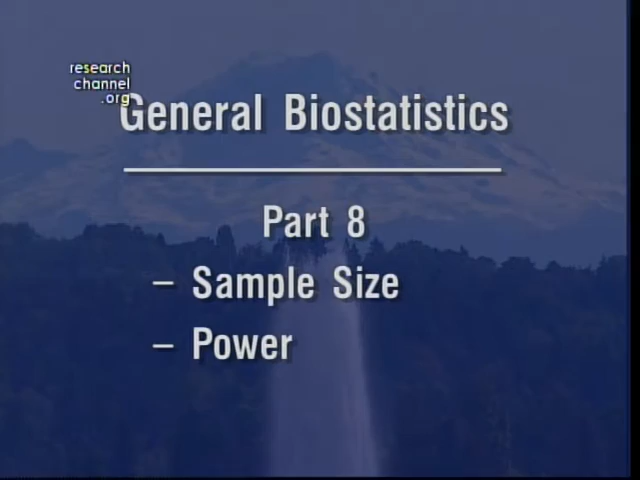 research
channel
.org
General Biostatistics
Part 8
– Sample Size
– Power